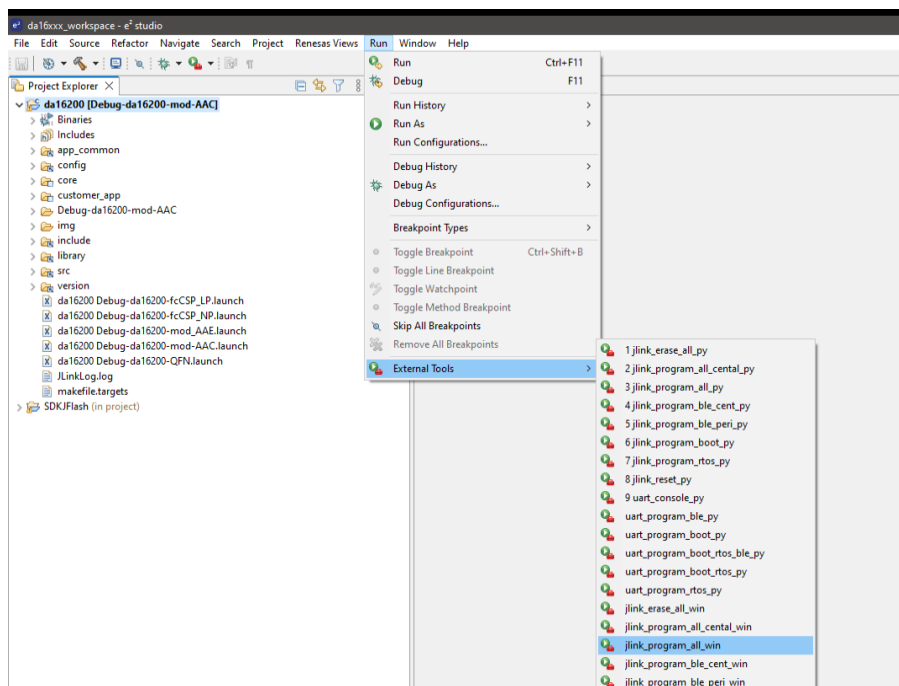 da16xxx_workspace - e² studio
File Edit Source Refactor Navigate Search Project Renesas Views Run Window Help
Project Explorer
da16200 [Debug-da16200-mod-AAC]
Binaries
Includes
app_common
config
core
customer_app
Debug-da16200-mod-AAC
img
include
library
src
version
da16200 Debug-da16200-fcCSP_LP.launch
da16200 Debug-da16200-fcCSP_NP.launch
da16200 Debug-da16200-mod_AAE.launch
da16200 Debug-da16200-mod-AAC.launch
da16200 Debug-da16200-QFN.launch
JLinkLog.log
makefile.targets
SDKJFlash (in project)
Run Ctrl+F11
Debug F11
Run History
Run As
Run Configurations...
Debug History
Debug As
Debug Configurations...
Breakpoint Types
Toggle Breakpoint Ctrl+Shift+B
Toggle Line Breakpoint
Toggle Watchpoint
Toggle Method Breakpoint
Skip All Breakpoints
Remove All Breakpoints
External Tools
1 jlink_erase_all_py
2 jlink_program_all_cental_py
3 jlink_program_all_py
4 jlink_program_ble_cent_py
5 jlink_program_ble_peri_py
6 jlink_program_boot_py
7 jlink_program_rtos_py
8 jlink_reset_py
9 uart_console_py
uart_program_ble_py
uart_program_boot_py
uart_program_boot_rtos_ble_py
uart_program_boot_rtos_py
uart_program_rtos_py
jlink_erase_all_win
jlink_program_all_cental_win
jlink_program_all_win
jlink_program_ble_cent_win
jlink_program_ble_peri_win